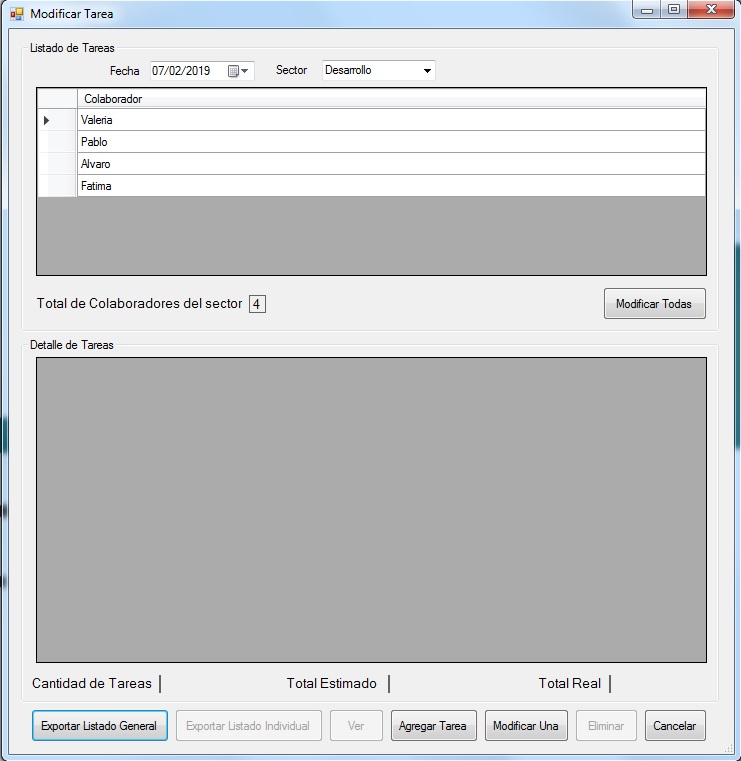 Modificar Tarea
Listado de Tareas
Fecha 07/02/2019 Sector Desarrollo
Colaborador
Valeria
Pablo
Alvaro
Fatima
Total de Colaboradores del sector 4 Modificar Todas
Detalle de Tareas
Cantidad de Tareas Total Estimado Total Real
Exportar Listado General Exportar Listado Individual Ver Agregar Tarea Modificar Una Eliminar Cancelar